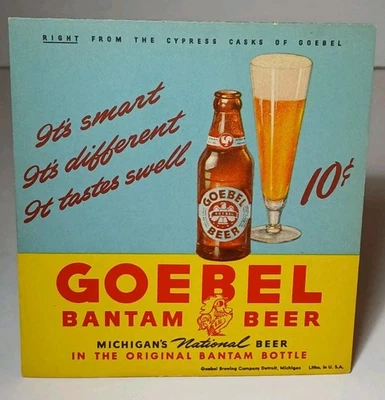 RIGHT FROM THE CYPRESS CASKS OF GOEBEL
It's smart
It's different
It tastes swell
10¢
GOEBEL
BEER
GOEBEL
BANTAM BEER
MICHIGAN'S National BEER
IN THE ORIGINAL BANTAM BOTTLE
Goebel Brewing Company Detroit, Michigan Litho. in U. S. A.